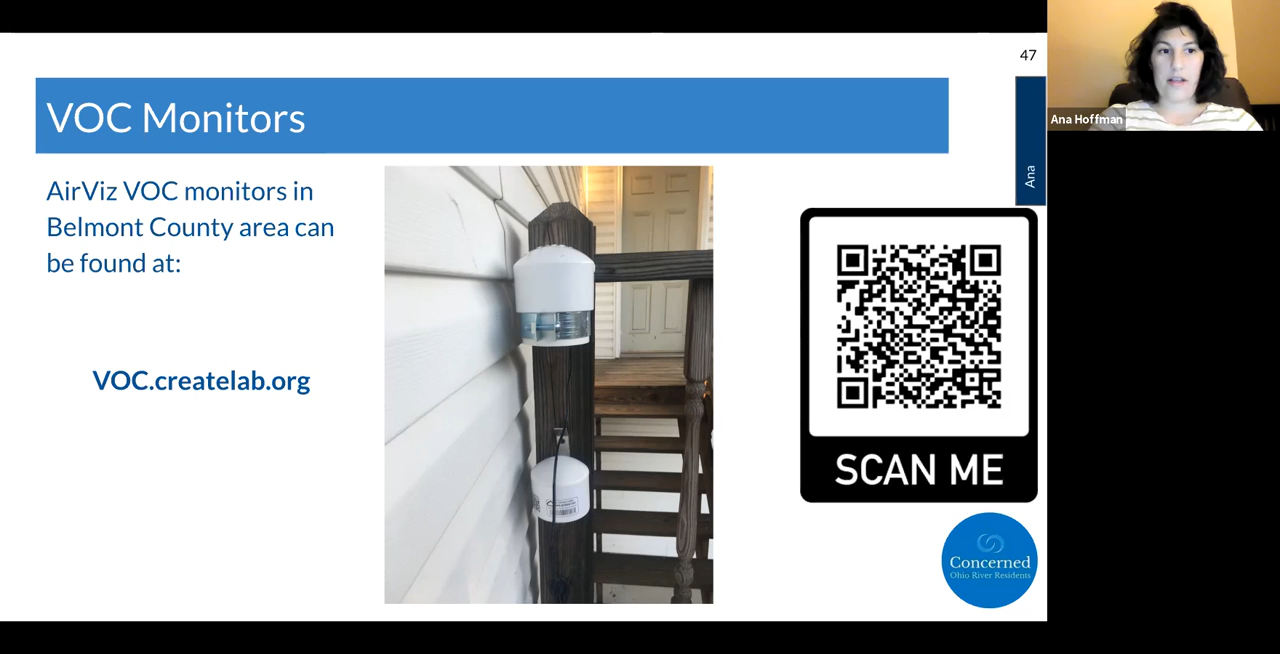 47
VOC Monitors
Ana Hoffman
Ana
AirViz VOC monitors in
Belmont County area can
be found at:
VOC.createlab.org
SCAN ME
Concerned
Ohio River Residents